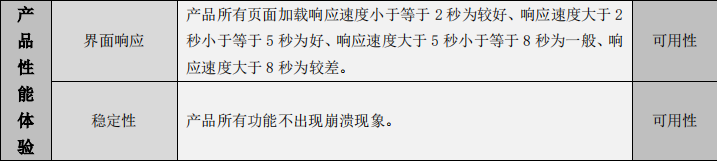 产品性能体验
界面响应
产品所有页面加载响应速度小于等于 2 秒为较好、响应速度大于 2
秒小于等于 5 秒为好、响应速度大于 5 秒小于等于 8 秒为一般、响
应速度大于 8 秒为较差。
可用性
稳定性
产品所有功能不出现崩溃现象。
可用性